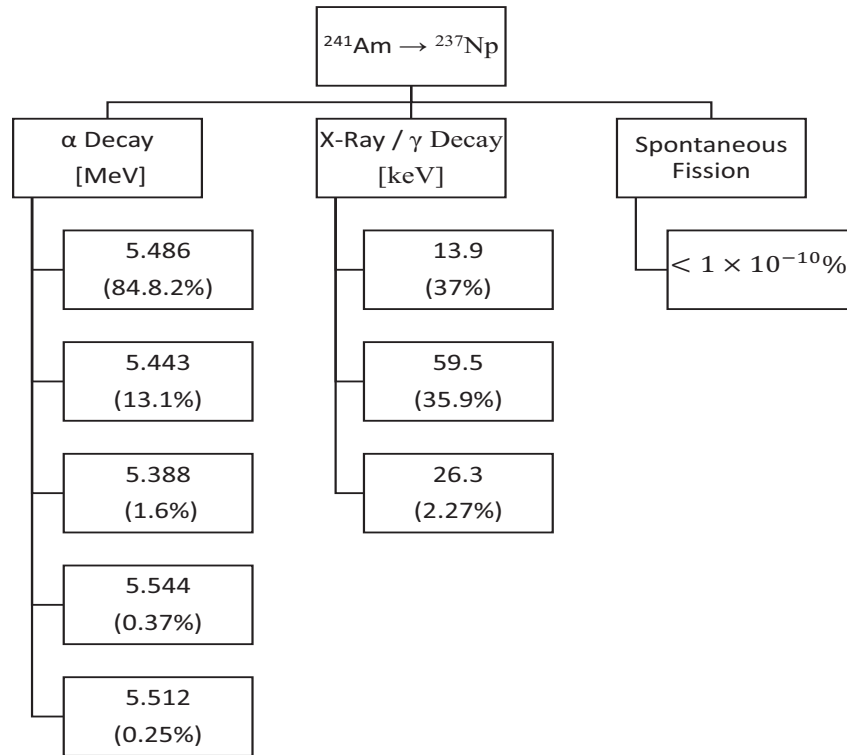 ²⁴¹Am → ²³⁷Np
α Decay
[MeV]
5.486
(84.8.2%)
5.443
(13.1%)
5.388
(1.6%)
5.544
(0.37%)
5.512
(0.25%)
X-Ray / γ Decay
[keV]
13.9
(37%)
59.5
(35.9%)
26.3
(2.27%)
Spontaneous
Fission
< 1 × 10⁻¹⁰%